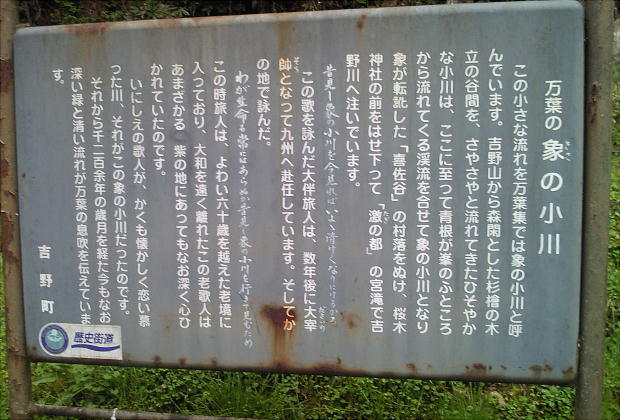 万葉の象の小川
きさ
この小さな流れを万葉集では象の小川と呼
んでいます。吉野山から森閑とした杉檜の木
立の谷間を、さやさやと流れてきたひそやか
な小川は、ここに至って青根が峯のふところ
から流れてくる渓流を合せて象の小川となり
象が転訛した「喜佐谷」の村落をぬけ、桜木
神社の前をはせ下って「激の都」の宮滝で吉
たぎ
野川へ注いでいます。
昔見し象の小川を今見ればいよよ清けくなりにけるかも
この歌を詠んだ大伴旅人は、数年後に大宰
帥となって九州へ赴任しています。そしてか
そち
の地で詠んだ。
わが生命も常にあらぬか昔見し象の小川を行きて見むため
この時旅人は、よわい六十歳を越えた老境に
入っており、大和を遠く離れたこの老歌人は
あまざかる 紫の地にあってもなお深く心ひ
かれていたのです。
いにしえの歌人が、かくも懐かしく恋い慕
った川、それがこの象の小川だったのです。
それから千二百余年の歳月を経た今もなお
深い緑と清い流れが万葉の息吹を伝えていま
す。
吉野町
歴史街道